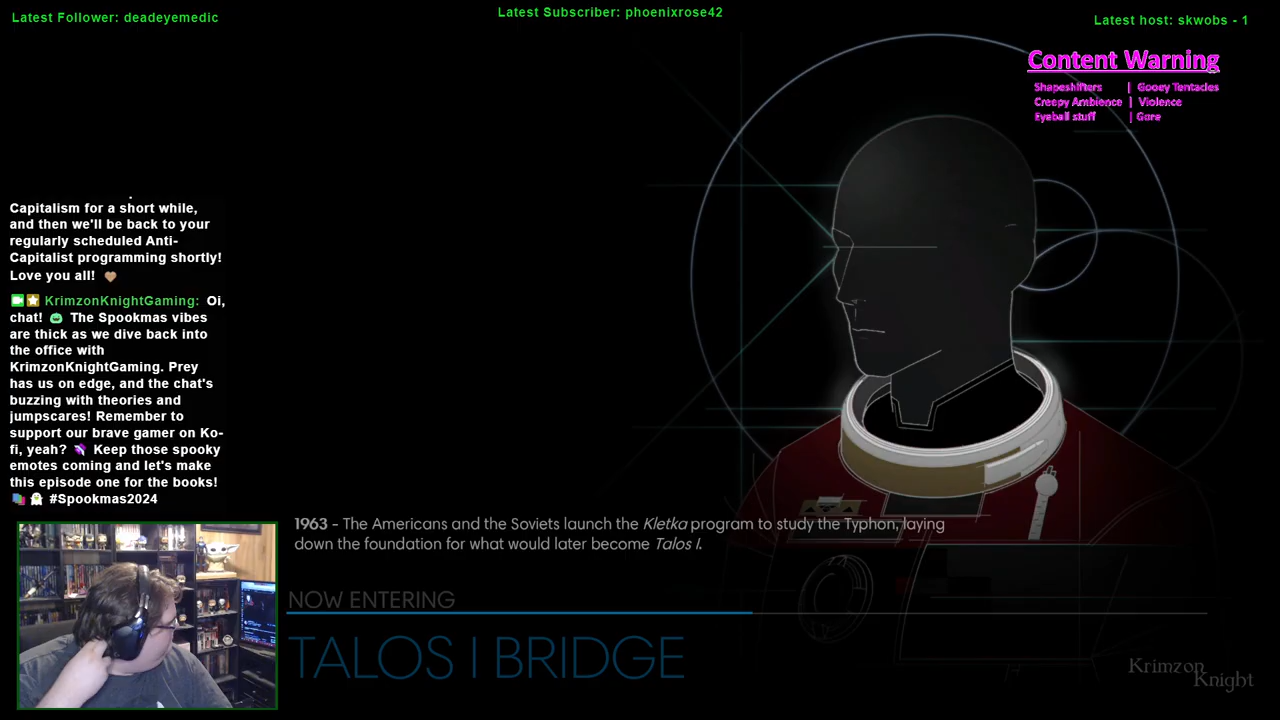 Latest Follower: deadeyemedic
Latest Subscriber: phoenixrose42
Latest host: skwobs - 1
Content Warning
Shapeshifters | Gooey Tentacles
Creepy Ambience | Violence
Eyeball stuff | Gore
Capitalism for a short while,
and then we'll be back to your
regularly scheduled Anti-
Capitalist programming shortly!
Love you all! 🤎
KrimzonKnightGaming: Oi,
chat! The Spookmas vibes
are thick as we dive back into
the office with
KrimzonKnightGaming. Prey
has us on edge, and the chat's
buzzing with theories and
jumpscares! Remember to
support our brave gamer on Ko-
fi, yeah? Keep those spooky
emotes coming and let's make
this episode one for the books!
📚 👻 #Spookmas2024
1963 - The Americans and the Soviets launch the Kletka program to study the Typhon, laying
down the foundation for what would later become Talos I.
NOW ENTERING
TALOS I BRIDGE
Krimzon
Knight